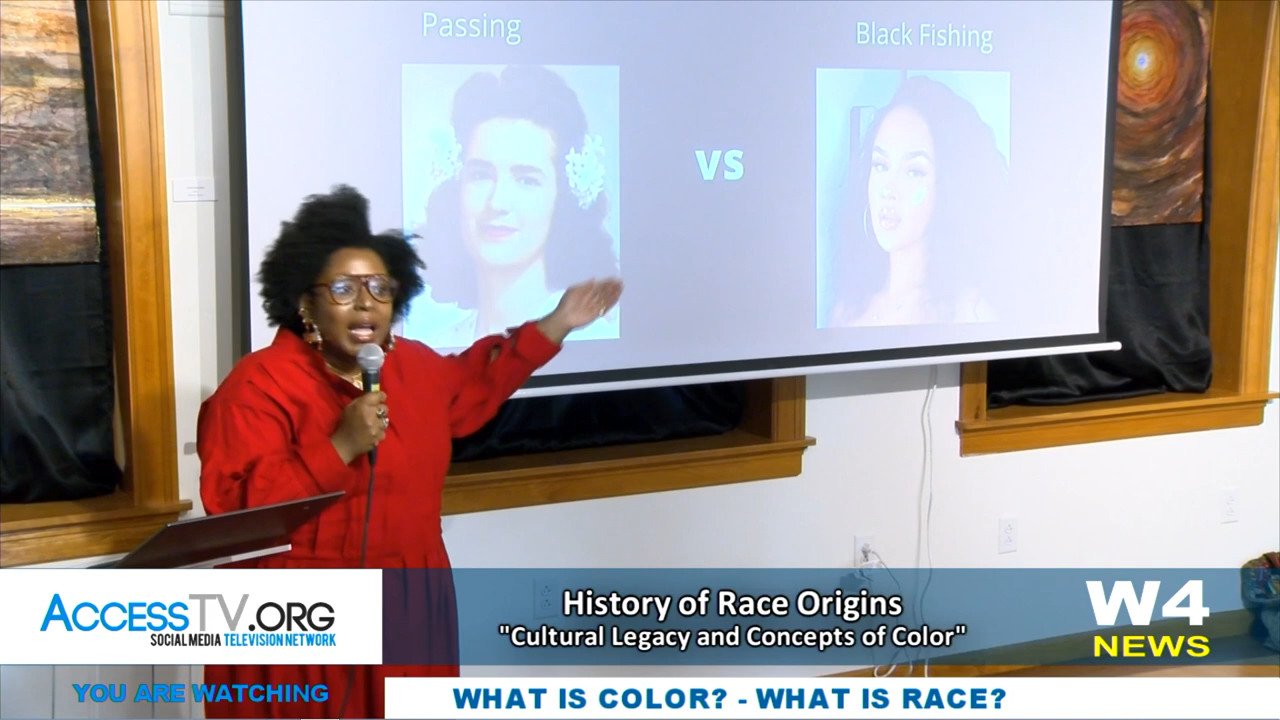 Passing
Black Fishing
vs
ACCESSTV.ORG
SOCIAL MEDIA TELEVISION NETWORK
History of Race Origins
"Cultural Legacy and Concepts of Color"
W4
NEWS
YOU ARE WATCHING
WHAT IS COLOR? - WHAT IS RACE?